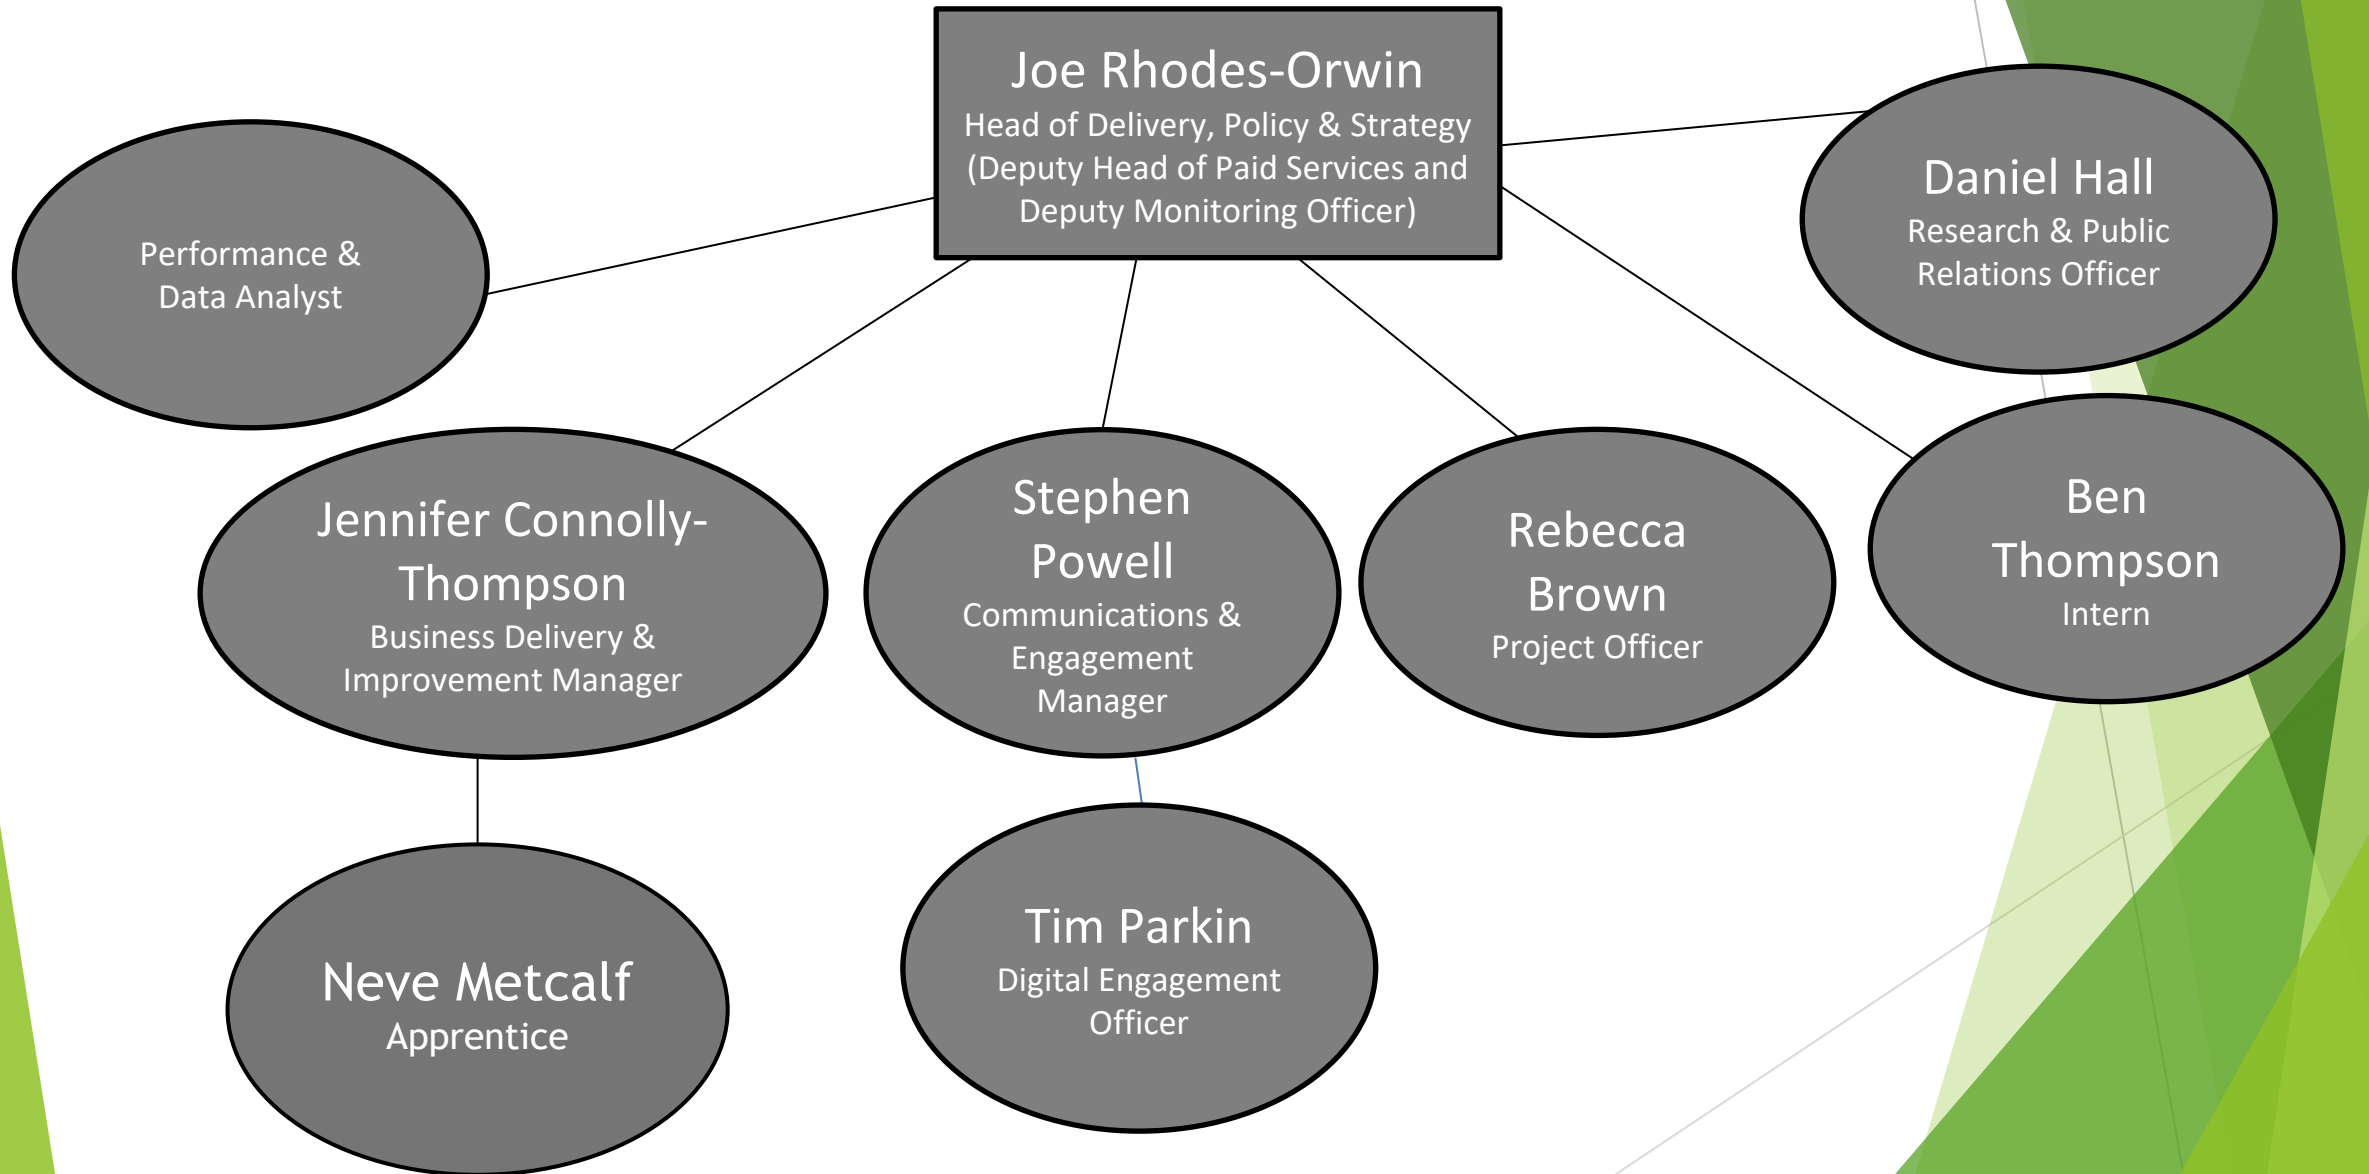 Joe Rhodes-Orwin
Head of Delivery, Policy & Strategy
(Deputy Head of Paid Services and
Deputy Monitoring Officer)
Daniel Hall
Research & Public
Relations Officer
Performance &
Data Analyst
Jennifer Connolly-
Thompson
Business Delivery &
Improvement Manager
Stephen
Powell
Communications &
Engagement
Manager
Rebecca
Brown
Project Officer
Ben
Thompson
Intern
Neve Metcalf
Apprentice
Tim Parkin
Digital Engagement
Officer